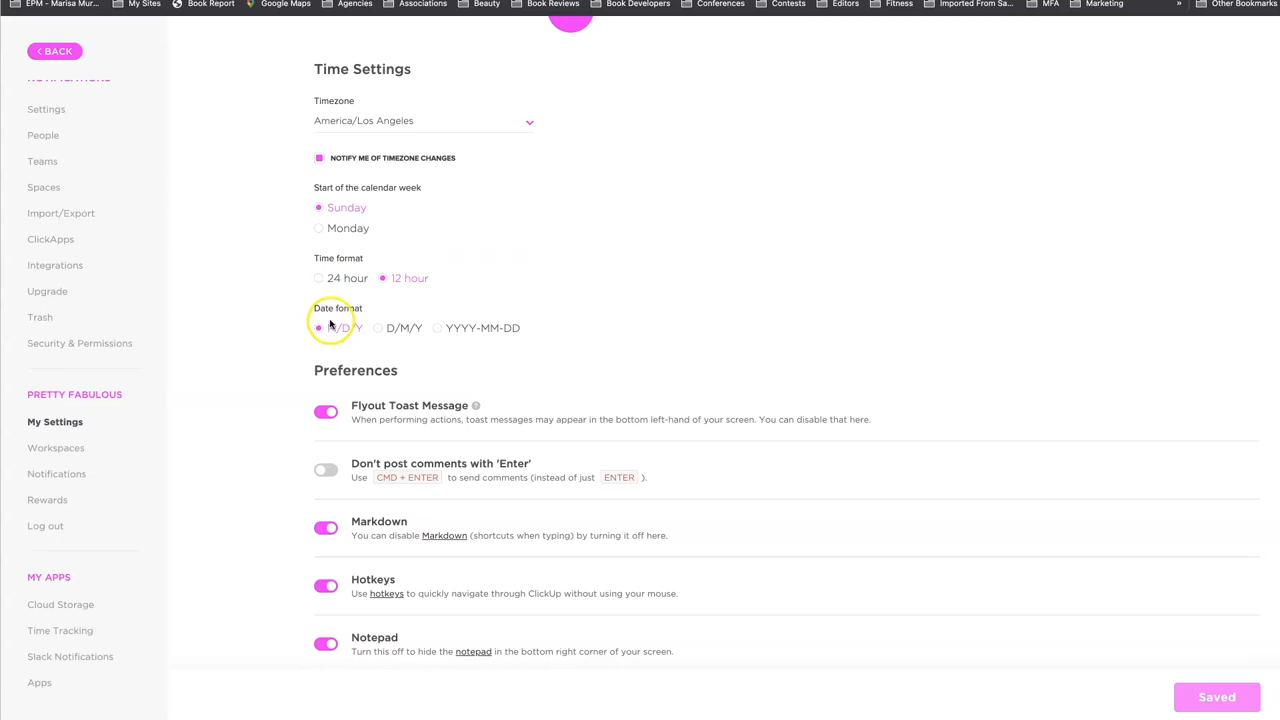 EPM - Marisa Mur...
My Sites
Book Report
Google Maps
Agencies
Associations
Beauty
Book Reviews
Book Developers
Conferences
Contests
Editors
Fitness
Imported From Sa...
MFA
Marketing
»
Other Bookmarks
< BACK
NOTIFICATIONS
Settings
People
Teams
Spaces
Import/Export
ClickApps
Integrations
Upgrade
Trash
Security & Permissions
PRETTY FABULOUS
My Settings
Workspaces
Notifications
Rewards
Log out
MY APPS
Cloud Storage
Time Tracking
Slack Notifications
Apps
Time Settings
Timezone
America/Los Angeles
NOTIFY ME OF TIMEZONE CHANGES
Start of the calendar week
Sunday
Monday
Time format
24 hour 12 hour
Date format
M/D/Y D/M/Y YYYY-MM-DD
Preferences
Flyout Toast Message ?
When performing actions, toast messages may appear in the bottom left-hand of your screen. You can disable that here.
Don't post comments with 'Enter'
Use CMD + ENTER to send comments (instead of just ENTER ).
Markdown
You can disable Markdown (shortcuts when typing) by turning it off here.
Hotkeys
Use hotkeys to quickly navigate through ClickUp without using your mouse.
Notepad
Turn this off to hide the notepad in the bottom right corner of your screen.
Saved